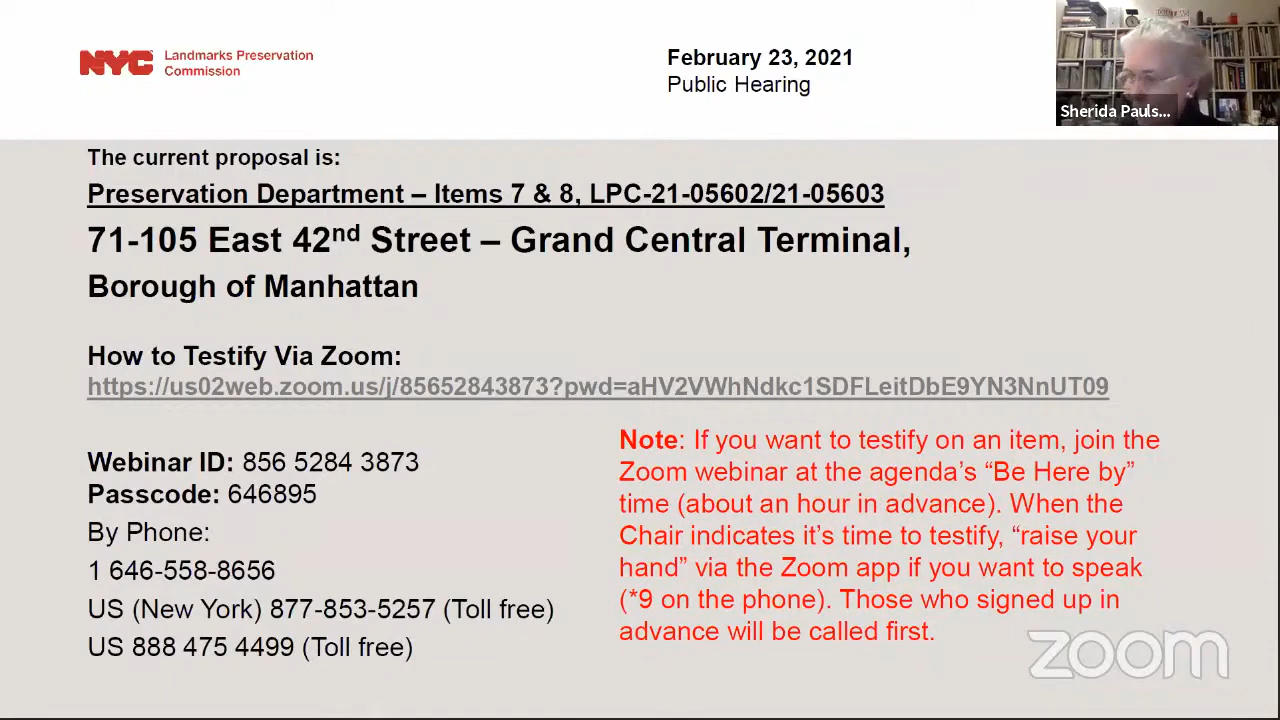 NYC Landmarks Preservation
Commission
February 23, 2021
Public Hearing
Sherida Pauls...
The current proposal is:
Preservation Department – Items 7 & 8, LPC-21-05602/21-05603
71-105 East 42nd Street – Grand Central Terminal,
Borough of Manhattan
How to Testify Via Zoom:
https://us02web.zoom.us/j/85652843873?pwd=aHV2VWhNdkc1SDFLeitDbE9YN3NnUT09
Webinar ID: 856 5284 3873
Passcode: 646895
By Phone:
1 646-558-8656
US (New York) 877-853-5257 (Toll free)
US 888 475 4499 (Toll free)
Note: If you want to testify on an item, join the
Zoom webinar at the agenda’s “Be Here by”
time (about an hour in advance). When the
Chair indicates it’s time to testify, “raise your
hand” via the Zoom app if you want to speak
(*9 on the phone). Those who signed up in
advance will be called first.
zoom